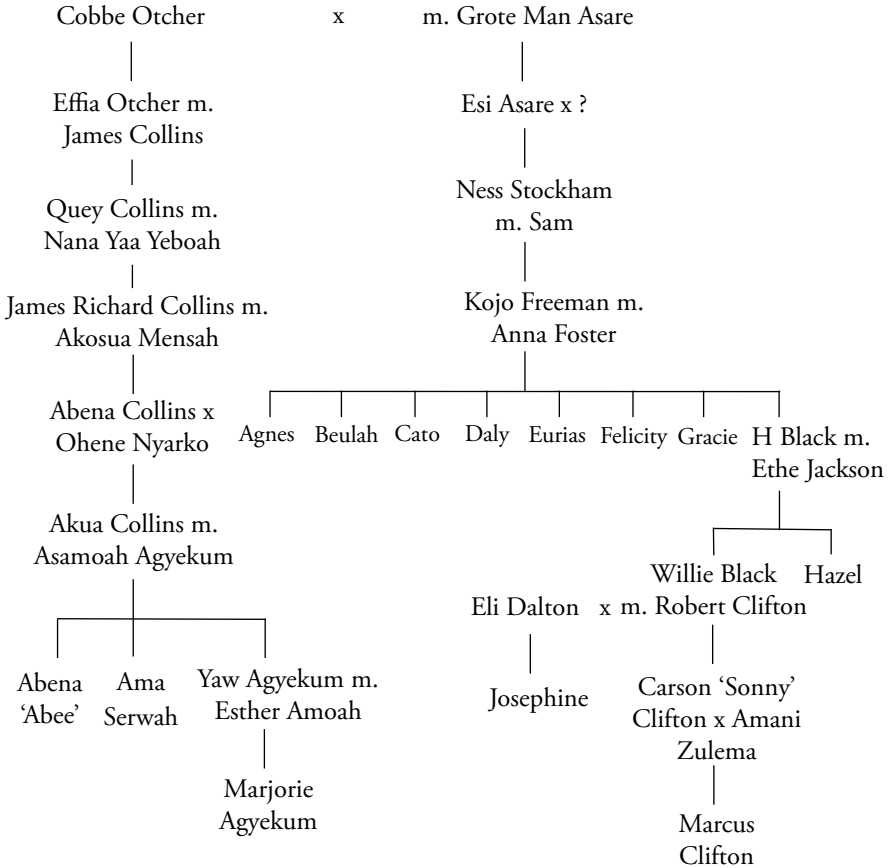 Cobbe Otcher x m. Grote Man Asare
Effia Otcher m.
James Collins
Esi Asare x ?
Quey Collins m.
Nana Yaa Yeboah
Ness Stockham
m. Sam
James Richard Collins m.
Akosua Mensah
Kojo Freeman m.
Anna Foster
Abena Collins x
Ohene Nyarko
Agnes Beulah Cato Daly Eurias Felicity Gracie H Black m.
Ethe Jackson
Akua Collins m.
Asamoah Agyekum
Willie Black Hazel
Eli Dalton x m. Robert Clifton
Abena
‘Abee’
Ama
Serwah
Yaw Agyekum m.
Esther Amoah
Josephine
Carson ‘Sonny’
Clifton x Amani
Zulema
Marjorie
Agyekum
Marcus
Clifton